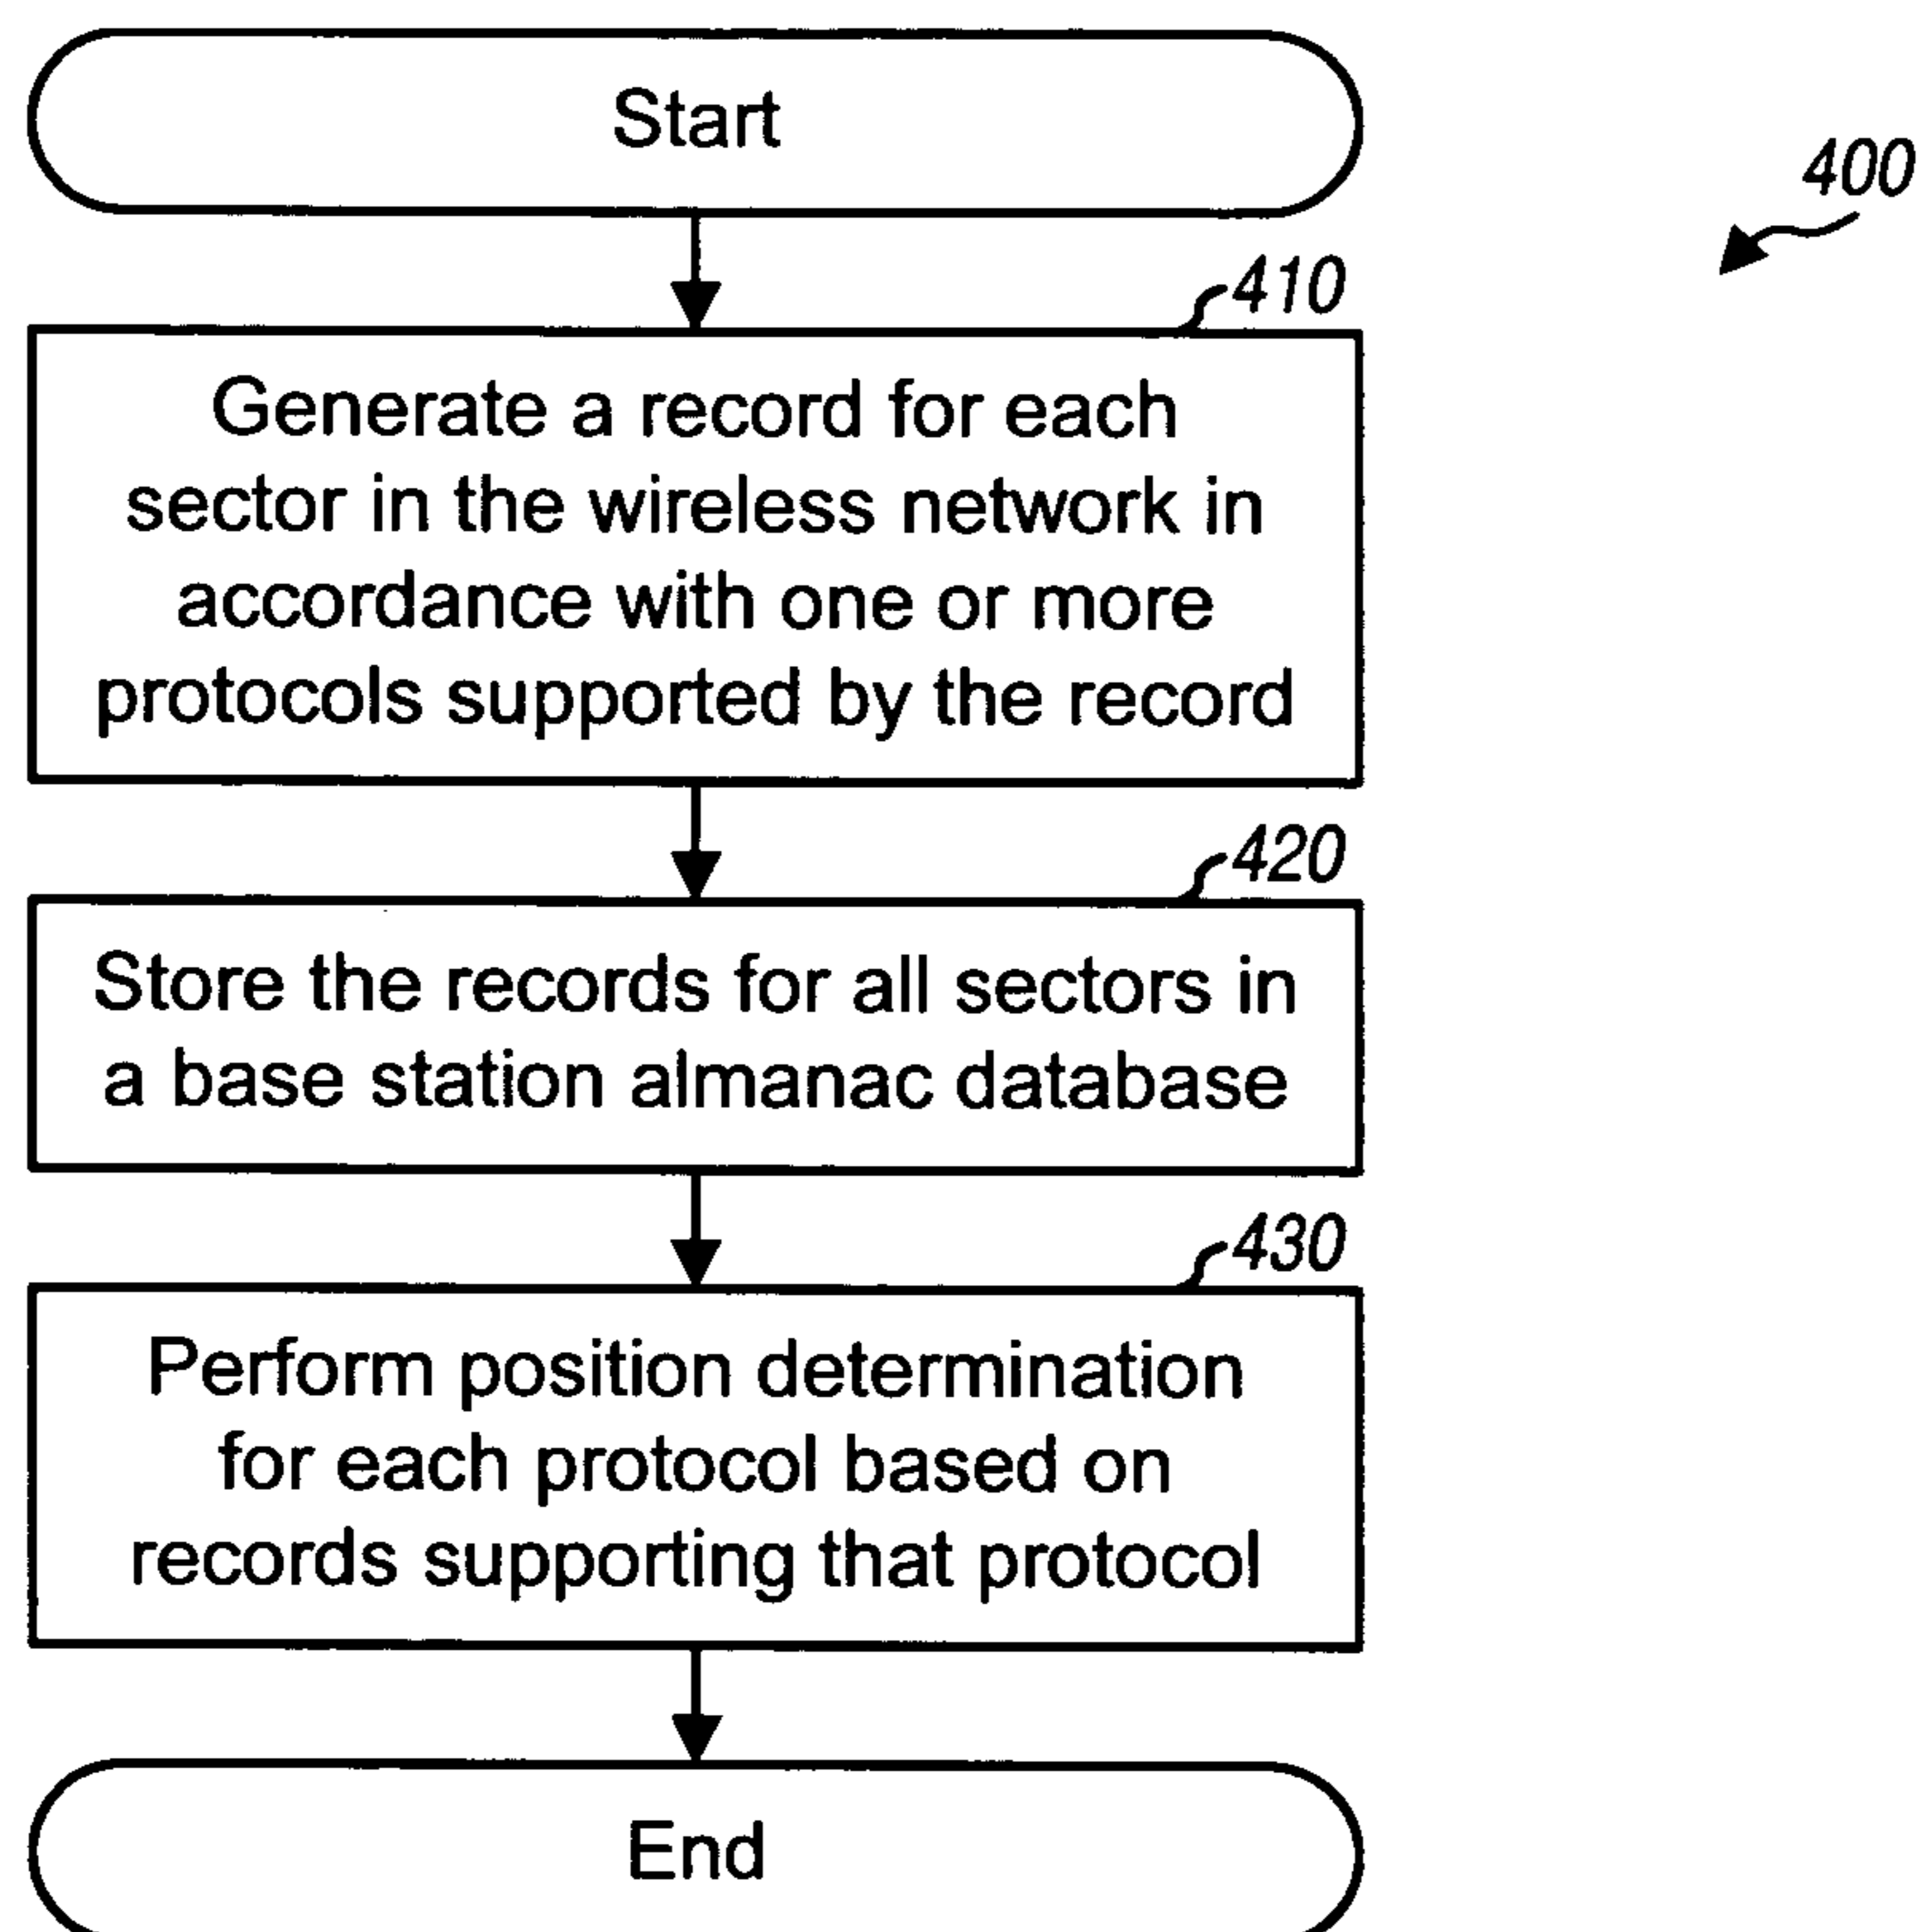 Start
400
410
Generate a record for each
sector in the wireless network in
accordance with one or more
protocols supported by the record
420
Store the records for all sectors in
a base station almanac database
430
Perform position determination
for each protocol based on
records supporting that protocol
End